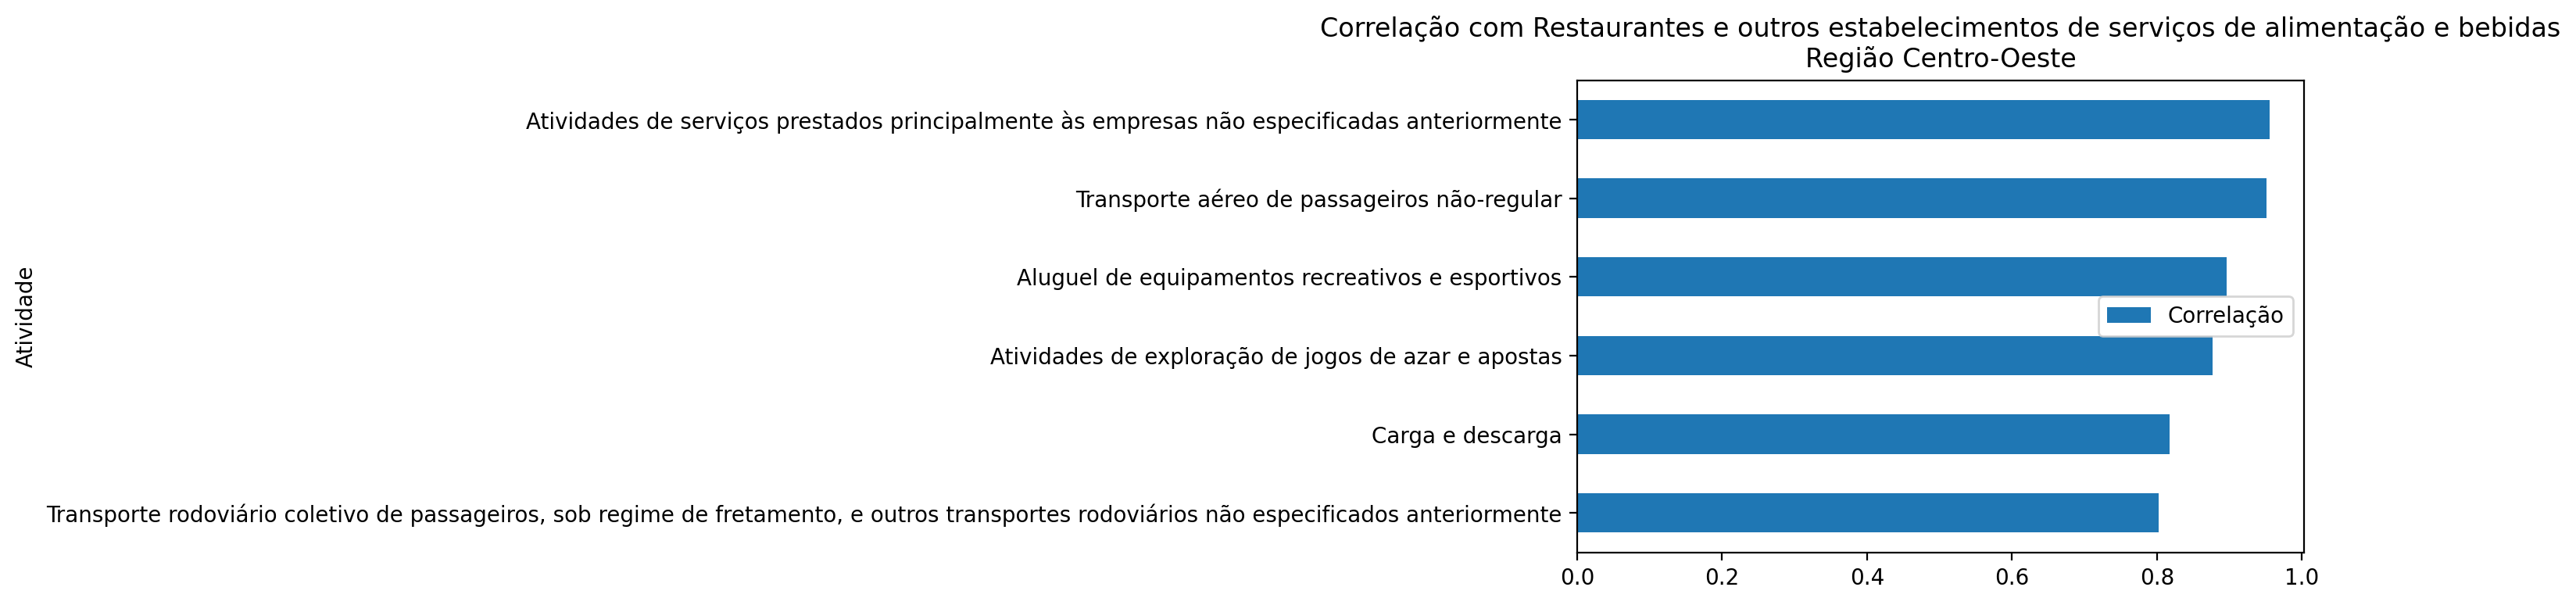 Correlação com Restaurantes e outros estabelecimentos de serviços de alimentação e bebidas
Região Centro-Oeste
Atividades de serviços prestados principalmente às empresas não especificadas anteriormente
Transporte aéreo de passageiros não-regular
Aluguel de equipamentos recreativos e esportivos
Correlação
Atividade
Atividades de exploração de jogos de azar e apostas
Carga e descarga
Transporte rodoviário coletivo de passageiros, sob regime de fretamento, e outros transportes rodoviários não especificados anteriormente
0.0 0.2 0.4 0.6 0.8 1.0